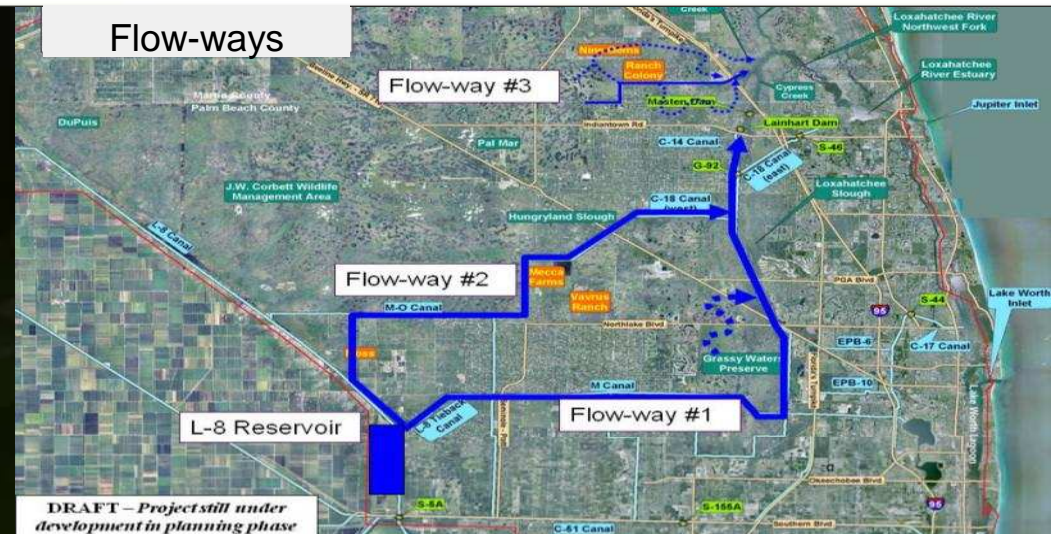 Flow-ways
Creek
Loxahatchee River
Northwest Fork
Nine Gems
Ranch
Colony
Loxahatchee
River Estuary
Flow-way #3
Cypress
Creek
Martin County
Palm Beach County
Masten Dam
Jupiter Inlet
DuPuis
Indiantown Rd
Lainhart Dam
Pal Mar
C-14 Canal
S-46
G-92
C-18 Canal
(east)
J.W. Corbett Wildlife
Management Area
C-18 Canal
(west)
Loxahatchee
Slough
Hungryland Slough
L-8 Canal
Flow-way #2
Mecca
Farms
PGA Blvd
Vavrus
Ranch
Lake Worth
Inlet
M-O Canal
S-44
95
Northlake Blvd
EPB-6
C-17 Canal
Grassy Waters
Preserve
M Canal
EPB-10
Flow-way #1
L-8 Reservoir
L-8 Tieback
Canal
Lake Worth Lagoon
Okeechobee Blvd
DRAFT – Project still under
development in planning phase
S-5A
S-155A
95
C-51 Canal
Southern Blvd